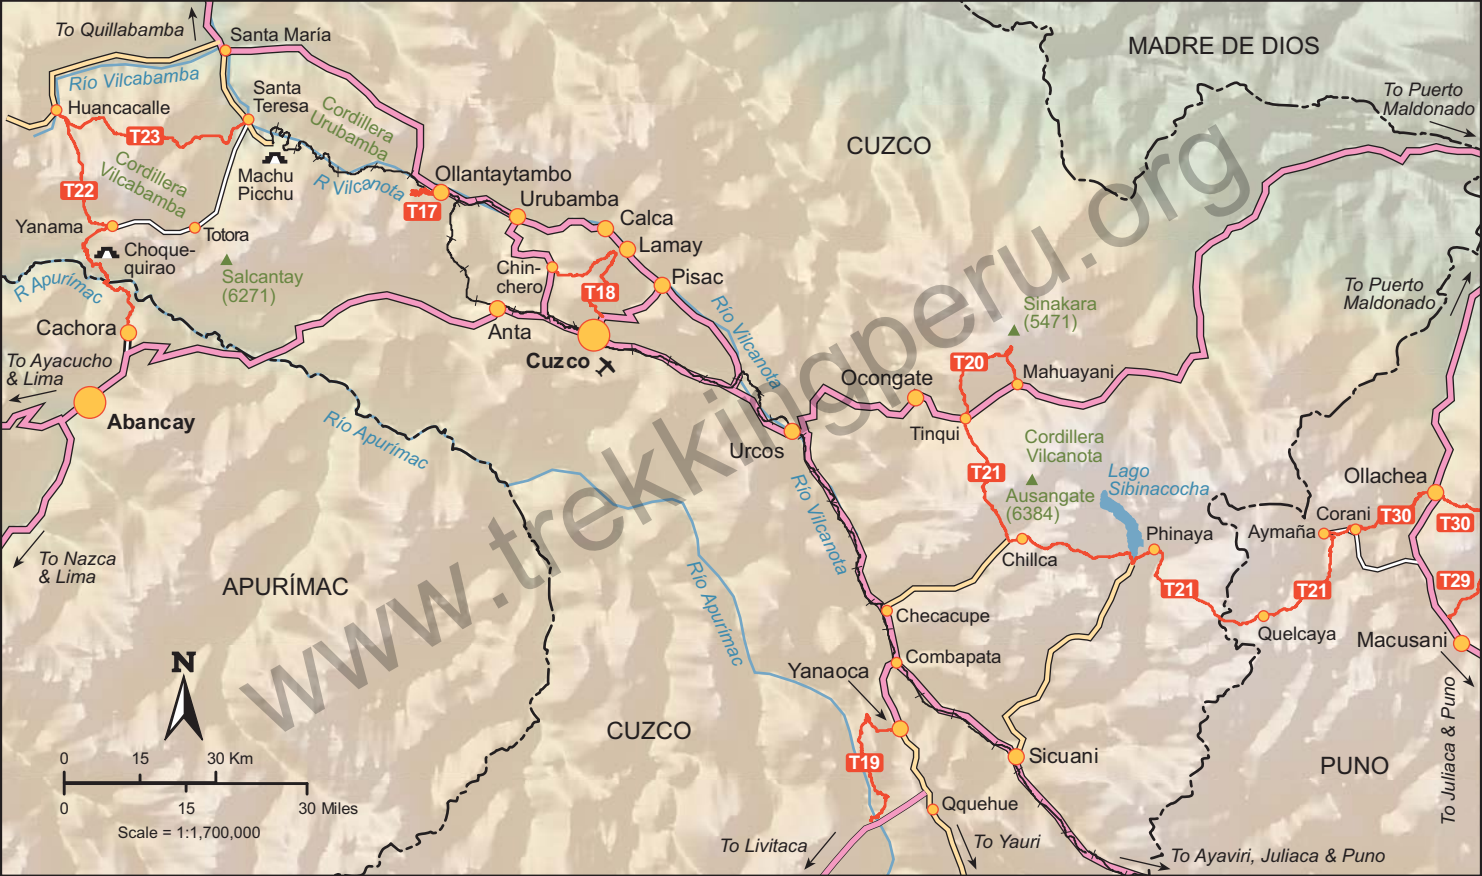 To Quillabamba
Santa María
MADRE DE DIOS
Río Vilcabamba
Santa
Teresa
To Puerto
Maldonado
Huancacalle
T23
Cordillera
Urubamba
CUZCO
Cordillera
Vilcabamba
Machu
Picchu
R Vilcanota
Ollantaytambo
T22
T17
Urubamba
Yanama
Totora
Calca
Lamay
Choque-
quirao
Salcantay
(6271)
Chin-
chero
T18
Pisac
R Apurímac
Río Vilcanota
Sinakara
(5471)
To Puerto
Maldonado
Cachora
Anta
Cuzco
To Ayacucho
& Lima
T20
Mahuayani
Ocongate
Abancay
Río Apurímac
Urcos
Tinqui
Cordillera
Vilcanota
T21
Ausangate
(6384)
Lago
Sibinacocha
Ollachea
Río Vilcanota
Corani
T30
T30
Aymaña
Phinaya
Chillca
To Nazca
& Lima
APURÍMAC
Río Apurímac
T21
T21
T29
Checacupe
Quelcaya
Macusani
www.trekkingperu.org
N
Yanaoca
Combapata
To Juliaca & Puno
CUZCO
Sicuani
PUNO
T19
0
15
30 Km
0
15
30 Miles
Scale = 1:1,700,000
Qquehue
To Livitaca
To Yauri
To Ayaviri, Juliaca & Puno